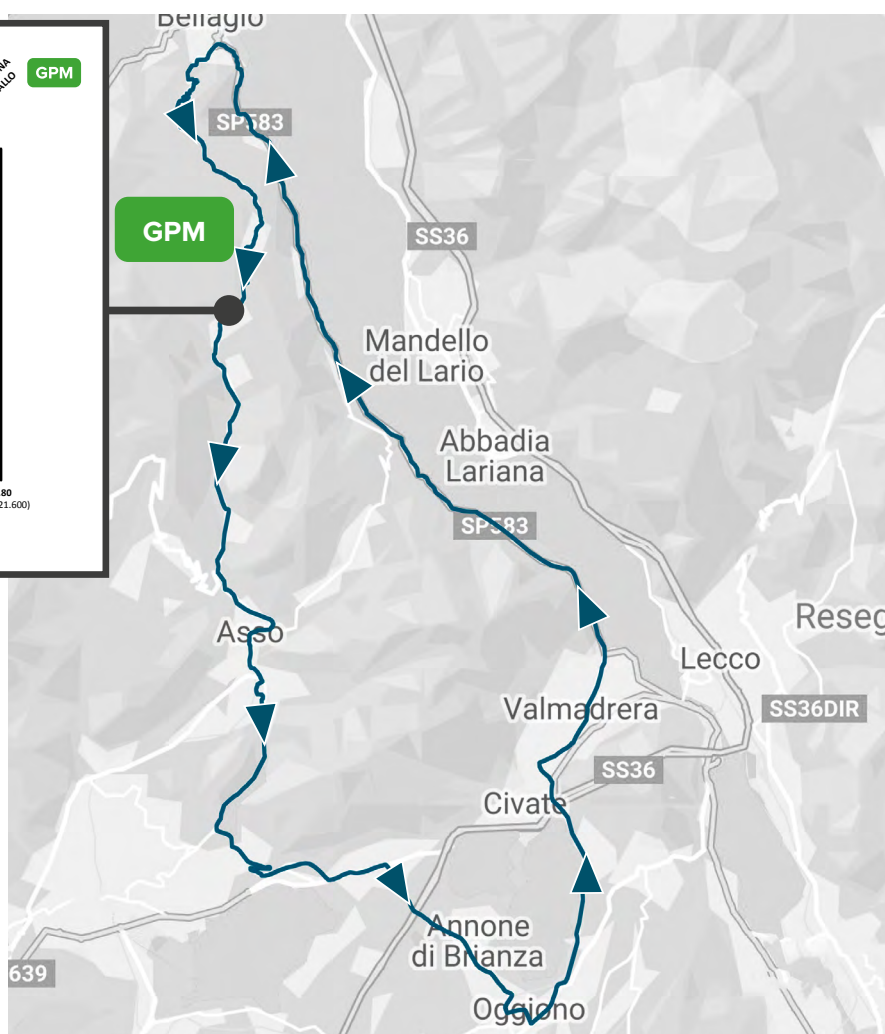 Bellagio
GPM
SP583
GPM
SS36
Mandello
del Lario
Abbadia
Lariana
SP583
Asso
Lecco
Valmadrera
SS36DIR
SS36
Civate
Annone
di Brianza
639
Oggiono